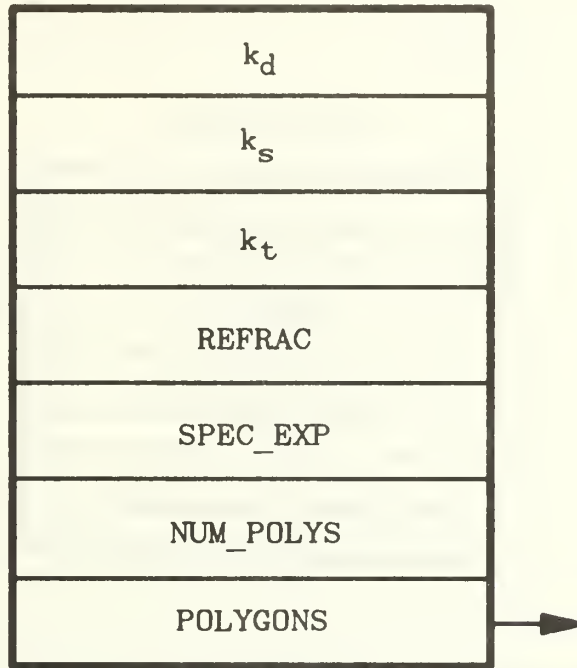 k_d
k_s
k_t
REFRAC
SPEC_EXP
NUM_POLYS
POLYGONS